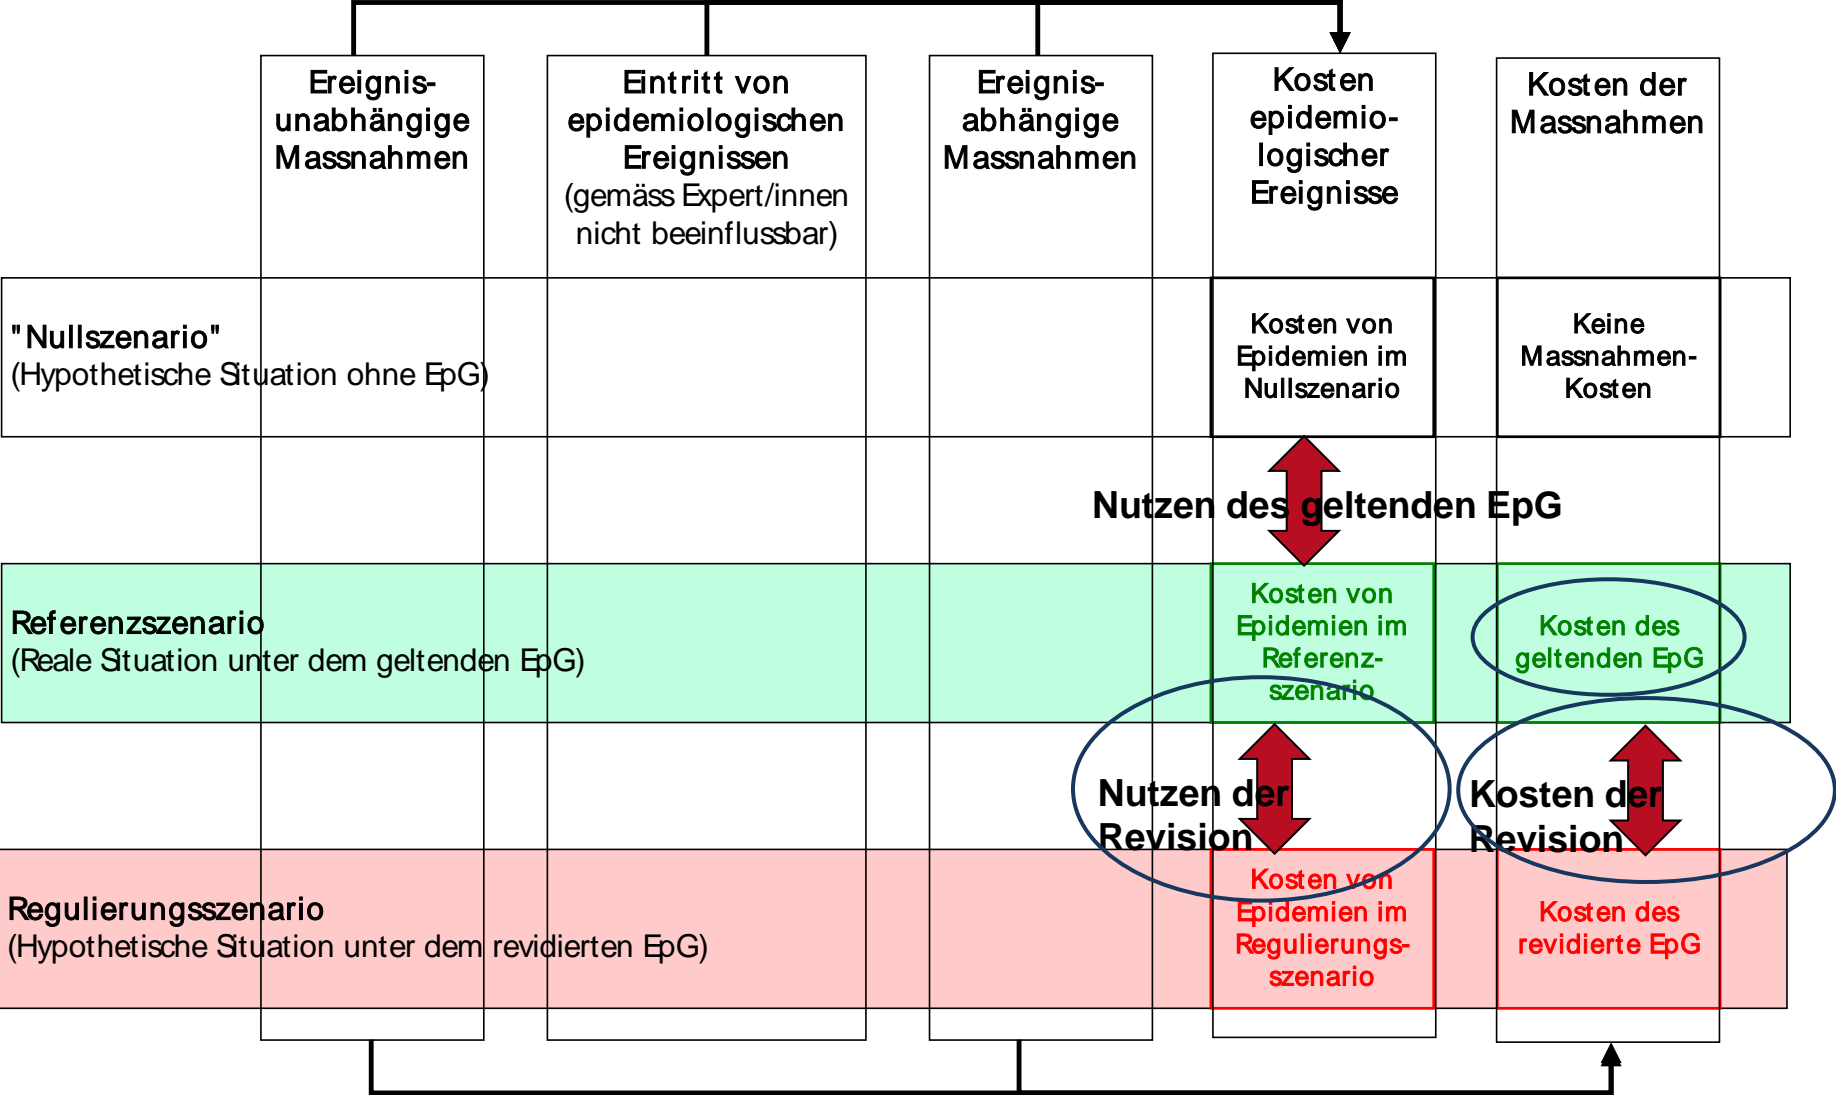 Ereignis-
unabhängige
Massnahmen
Eintritt von
epidemiologischen
Ereignissen
(gemäss Expert/innen
nicht beeinflussbar)
Ereignis-
abhängige
Massnahmen
Kosten
epidemio-
logischer
Ereignisse
Kosten der
Massnahmen
"Nullszenario"
(Hypothetische Situation ohne EpG)
Kosten von
Epidemien im
Nullszenario
Keine
Massnahmen-
Kosten
Nutzen des geltenden EpG
Referenzszenario
(Reale Situation unter dem geltenden EpG)
Kosten von
Epidemien im
Referenz-
szenario
Kosten des
geltenden EpG
Nutzen der
Revision
Kosten der
Revision
Regulierungsszenario
(Hypothetische Situation unter dem revidierten EpG)
Kosten von
Epidemien im
Regulierungs-
szenario
Kosten des
revidierte EpG